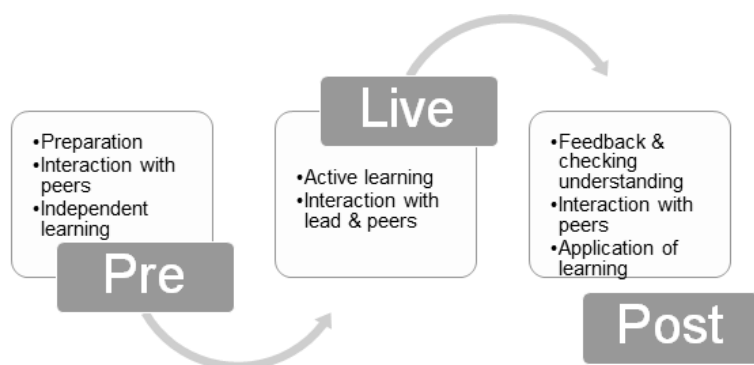 •Preparation
•Interaction with
peers
•Independent
learning
Pre
Live
•Active learning
•Interaction with
lead & peers
•Feedback &
checking
understanding
•Interaction with
peers
•Application of
learning
Post